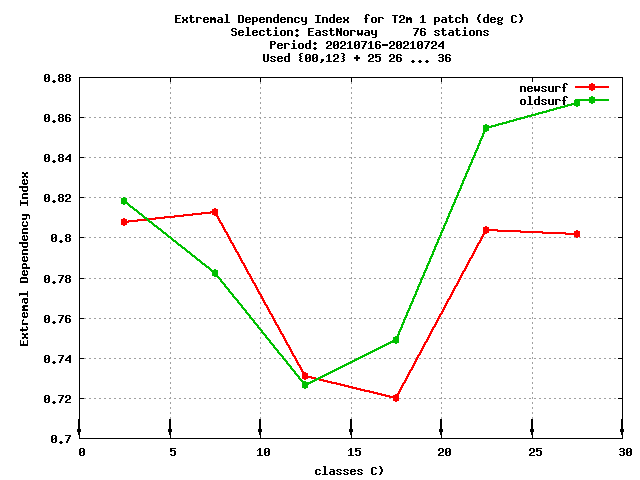 Extremal Dependency Index  for T2m 1 patch (deg C)
Selection: EastNorway     76 stations
Period: 20210716-20210724
Used {00,12} + 25 26 ... 36
newsurf
oldsurf
Extremal Dependency Index
0.88
0.86
0.84
0.82
0.8
0.78
0.76
0.74
0.72
0.7
0 5 10 15 20 25 30
classes C)